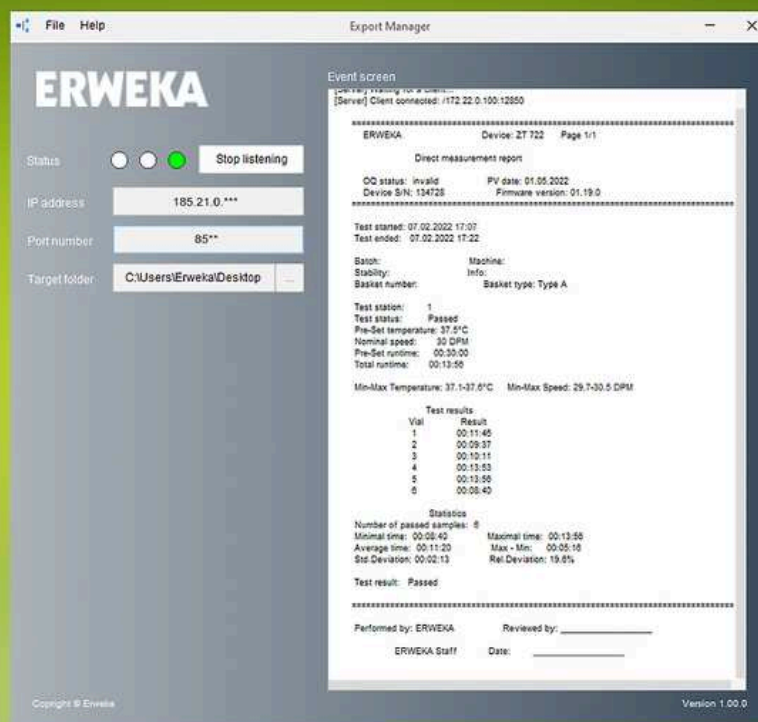 File Help
Export Manager
ERWEKA
Event screen
[Server] Waiting for a client...
[Server] Client connected: /172.22.0.100:12850
Status
Stop listening
IP address
185.21.0.***
Port number
85**
Target folder
C:\Users\Erweka\Desktop
...
ERWEKA Device: ZT 722 Page 1/1
Direct measurement report
OQ status: invalid PV date: 01.05.2022
Device S/N: 134728 Firmware version: 01.19.0
Test started: 07.02.2022 17:07
Test ended: 07.02.2022 17:22
Batch: Machine:
Stability: Info:
Basket number: Basket type: Type A
Test station: 1
Test status: Passed
Pre-Set temperature: 37.5°C
Nominal speed: 30 DPM
Pre-Set runtime: 00:30:00
Total runtime: 00:13:56
Min-Max Temperature: 37.1-37.6°C Min-Max Speed: 29.7-30.5 DPM
Test results
Vial Result
1 00:11:45
2 00:09:37
3 00:10:11
4 00:13:53
5 00:13:56
6 00:08:40
Statistics
Number of passed samples: 6
Minimal time: 00:08:40 Maximal time: 00:13:56
Average time: 00:11:20 Max - Min: 00:05:16
Std.Deviation: 00:02:13 Rel.Deviation: 19.6%
Test result: Passed
Performed by: ERWEKA Reviewed by:
ERWEKA Staff Date:
Copright © Erweka
Version 1.00.0